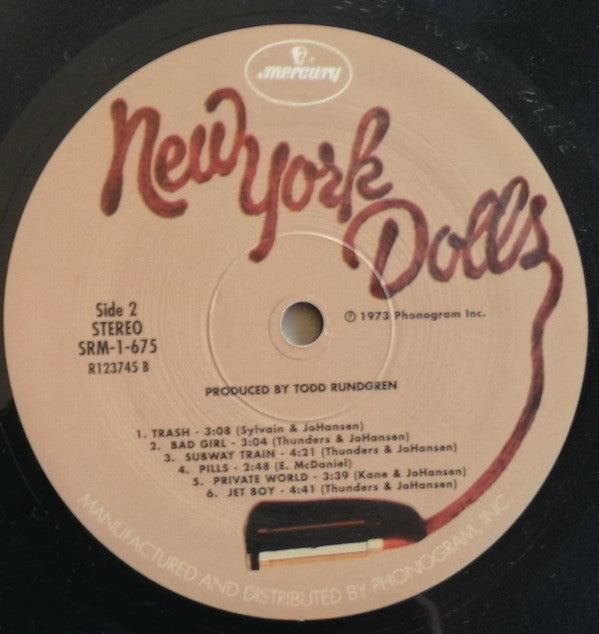 mercury
New York
Dolls
Side 2
STEREO
SRM-1-675
R123745 B
℗ 1973 Phonogram Inc.
PRODUCED BY TODD RUNDGREN
1. TRASH - 3:08 (Sylvain & JoHansen)
2. BAD GIRL - 3:04 (Thunders & JoHansen)
3. SUBWAY TRAIN - 4:21 (Thunders & JoHansen)
4. PILLS - 2:48 (E. McDaniel)
5. PRIVATE WORLD - 3:39 (Kane & JoHansen)
6. JET BOY - 4:41 (Thunders & JoHansen)
MANUFACTURED AND DISTRIBUTED BY PHONOGRAM, INC.